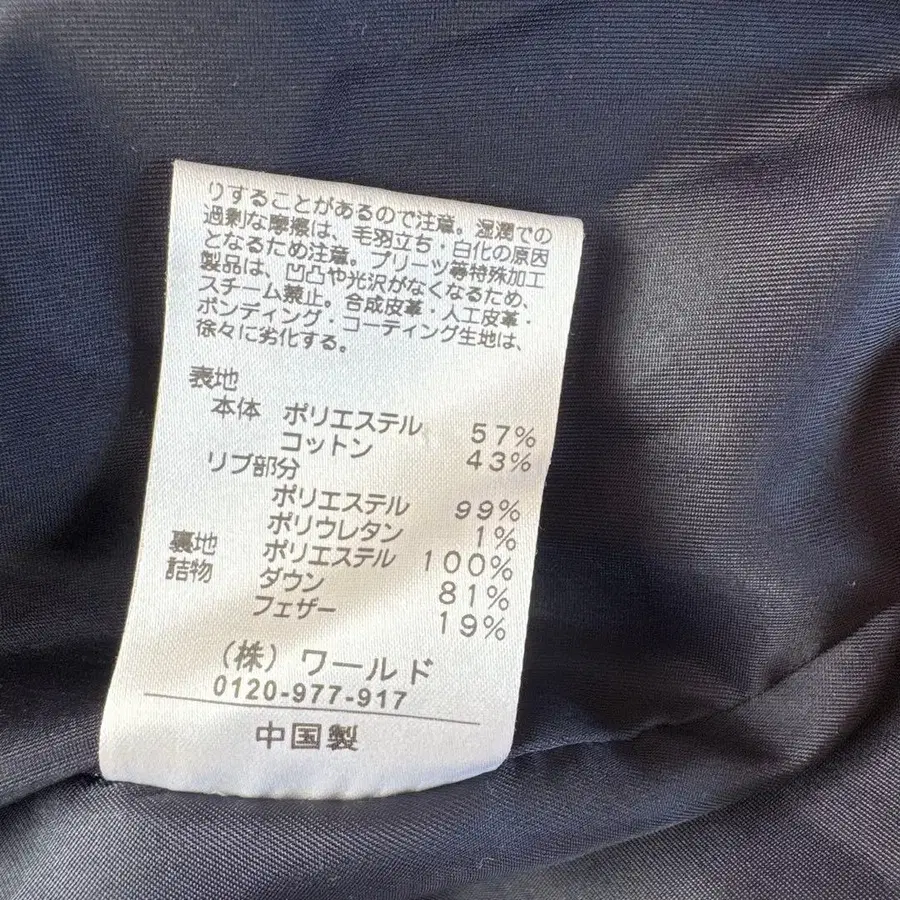 りすることがあるので注意。湿潤での
過剰な摩擦は、毛羽立ち・白化の原因
となるため注意。プリーツ等特殊加工
製品は、凹凸や光沢がなくなるため、
スチーム禁止。合成皮革・人工皮革・
ボンディング・コーティング生地は、
徐々に劣化する。
表地
本体 ポリエステル 57%
コットン 43%
リブ部分
ポリエステル 99%
ポリウレタン 1%
裏地 ポリエステル 100%
詰物 ダウン 81%
フェザー 19%
(株) ワールド
0120-977-917
中国製